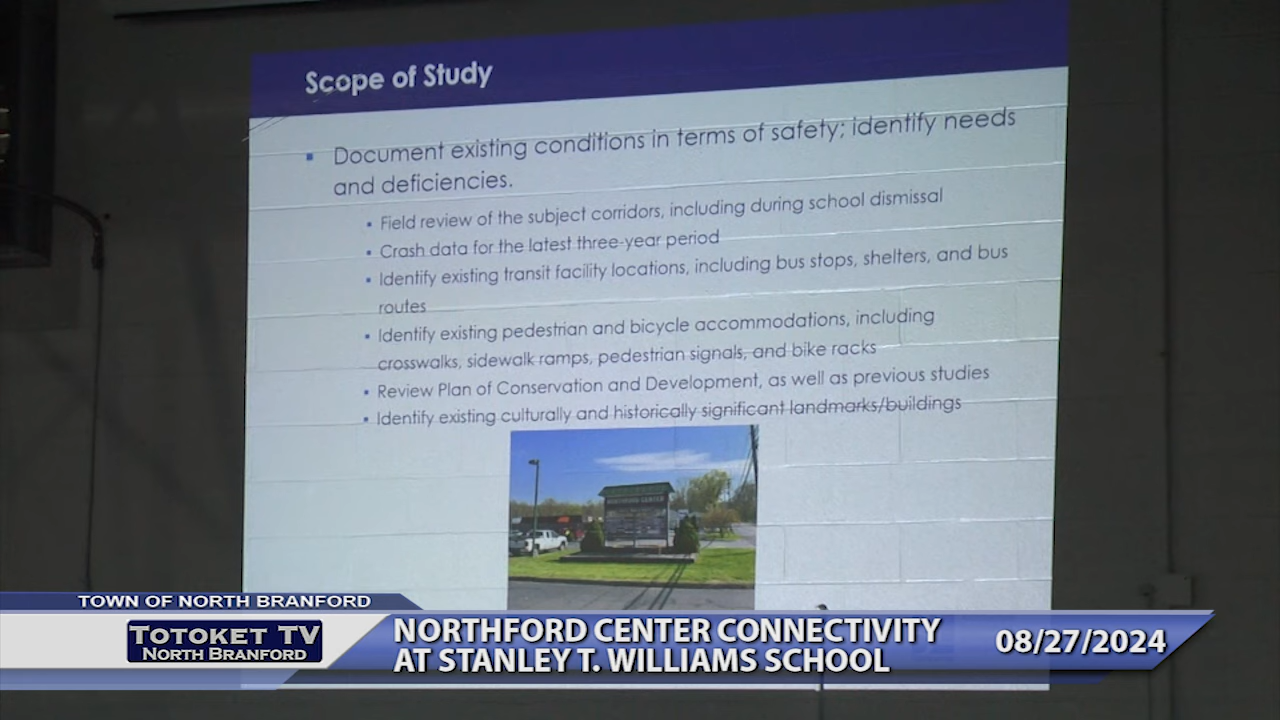 Scope of Study
Document existing conditions in terms of safety; identify needs
and deficiencies.
Field review of the subject corridors, including during school dismissal
Crash data for the latest three-year period
Identify existing transit facility locations, including bus stops, shelters, and bus
routes
Identify existing pedestrian and bicycle accommodations, including
crosswalks, sidewalk ramps, pedestrian signals, and bike racks
Review Plan of Conservation and Development, as well as previous studies
Identify existing culturally and historically significant landmarks/buildings
NORTHFORD CENTER
TOWN OF NORTH BRANFORD
TOTOKET TV
NORTH BRANFORD
NORTHFORD CENTER CONNECTIVITY
AT STANLEY T. WILLIAMS SCHOOL
08/27/2024